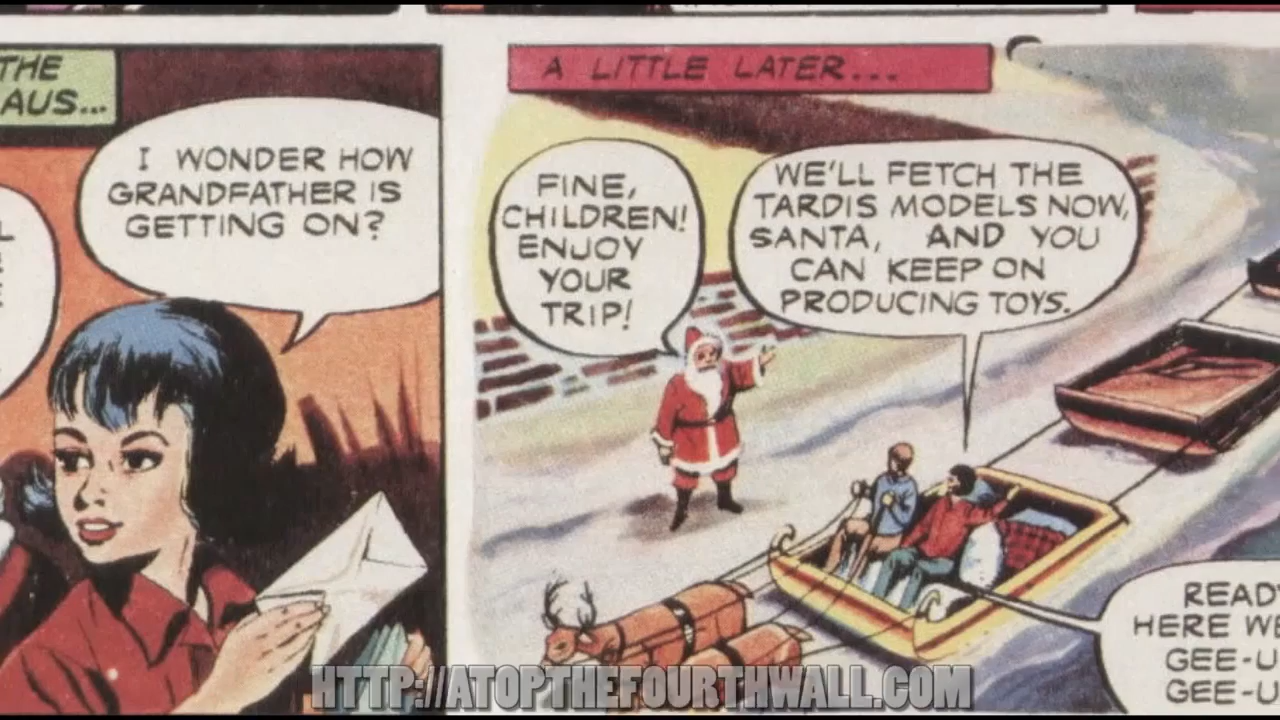 THE
AUS...
I WONDER HOW
GRANDFATHER IS
GETTING ON?
A LITTLE LATER...
FINE,
CHILDREN!
ENJOY
YOUR
TRIP!
WE'LL FETCH THE
TARDIS MODELS NOW,
SANTA, AND YOU
CAN KEEP ON
PRODUCING TOYS.
READY
HERE WE
GEE-U
GEE-U
HTTP://ATOPTHEFOURTHWALL.COM